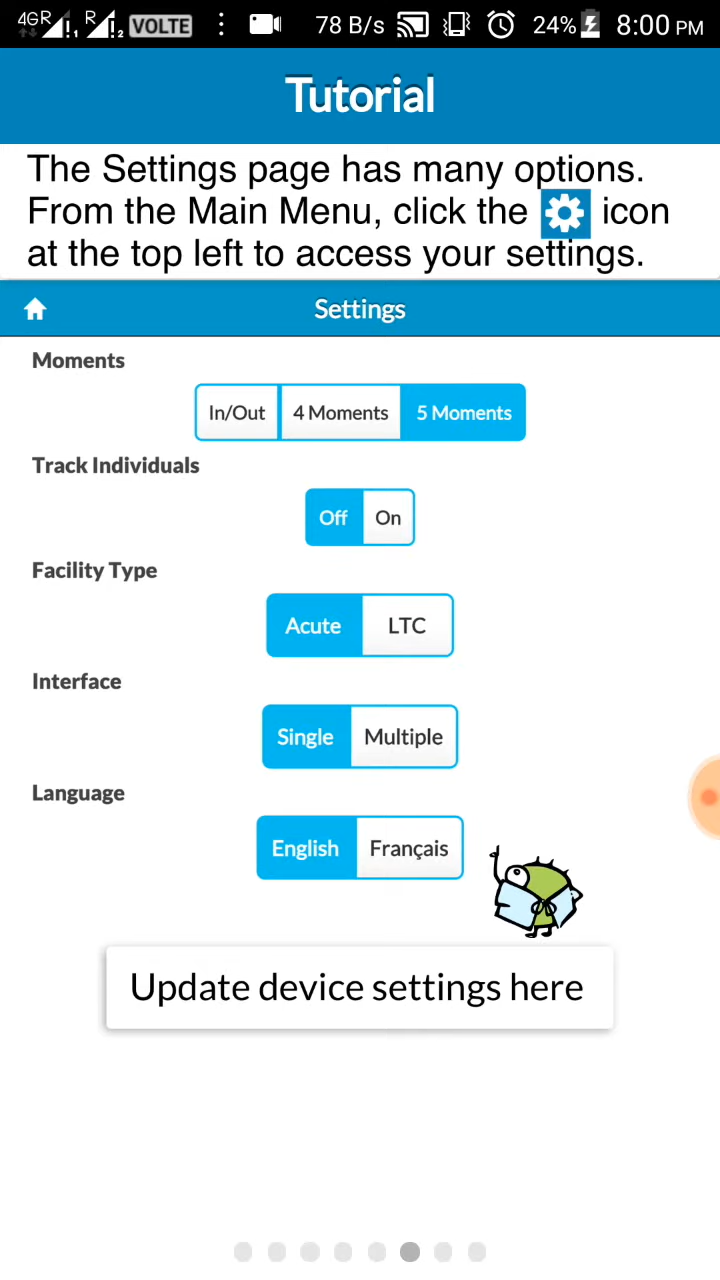 4GR R 1 2 VOLTE 78 B/s 24% 8:00 PM
Tutorial
The Settings page has many options.
From the Main Menu, click the icon
at the top left to access your settings.
Settings
Moments
In/Out 4 Moments 5 Moments
Track Individuals
Off On
Facility Type
Acute LTC
Interface
Single Multiple
Language
English Français
Update device settings here